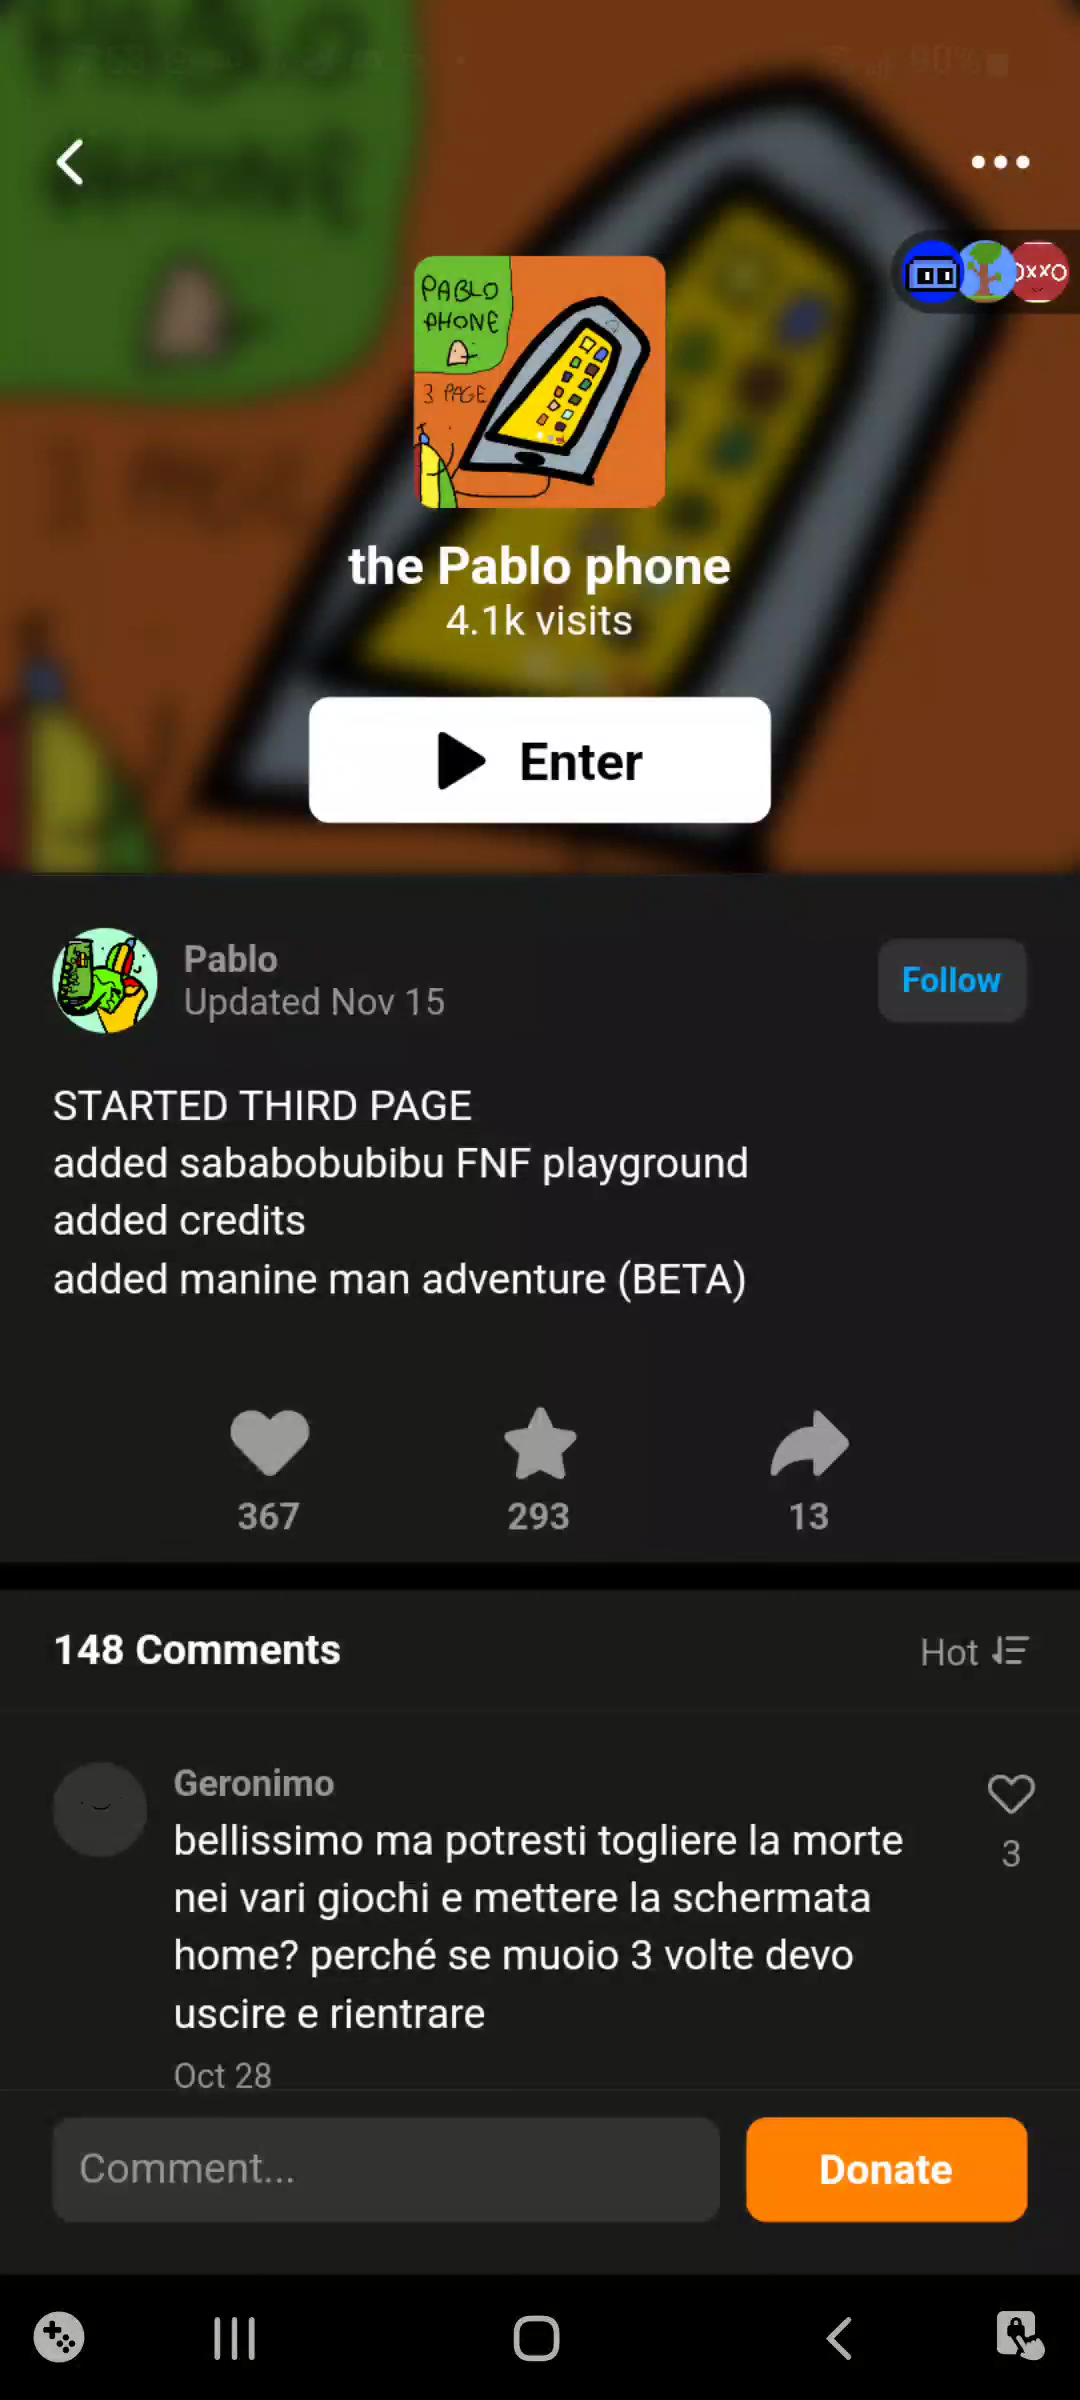 PABLO
PHONE
3 PAGE
OXXO
the Pablo phone
4.1k visits
Enter
Pablo
Updated Nov 15
Follow
STARTED THIRD PAGE
added sababobubibu FNF playground
added credits
added manine man adventure (BETA)
367
293
13
148 Comments
Hot
Geronimo
bellissimo ma potresti togliere la morte
nei vari giochi e mettere la schermata
home? perché se muoio 3 volte devo
uscire e rientrare
3
Oct 28
Comment...
Donate